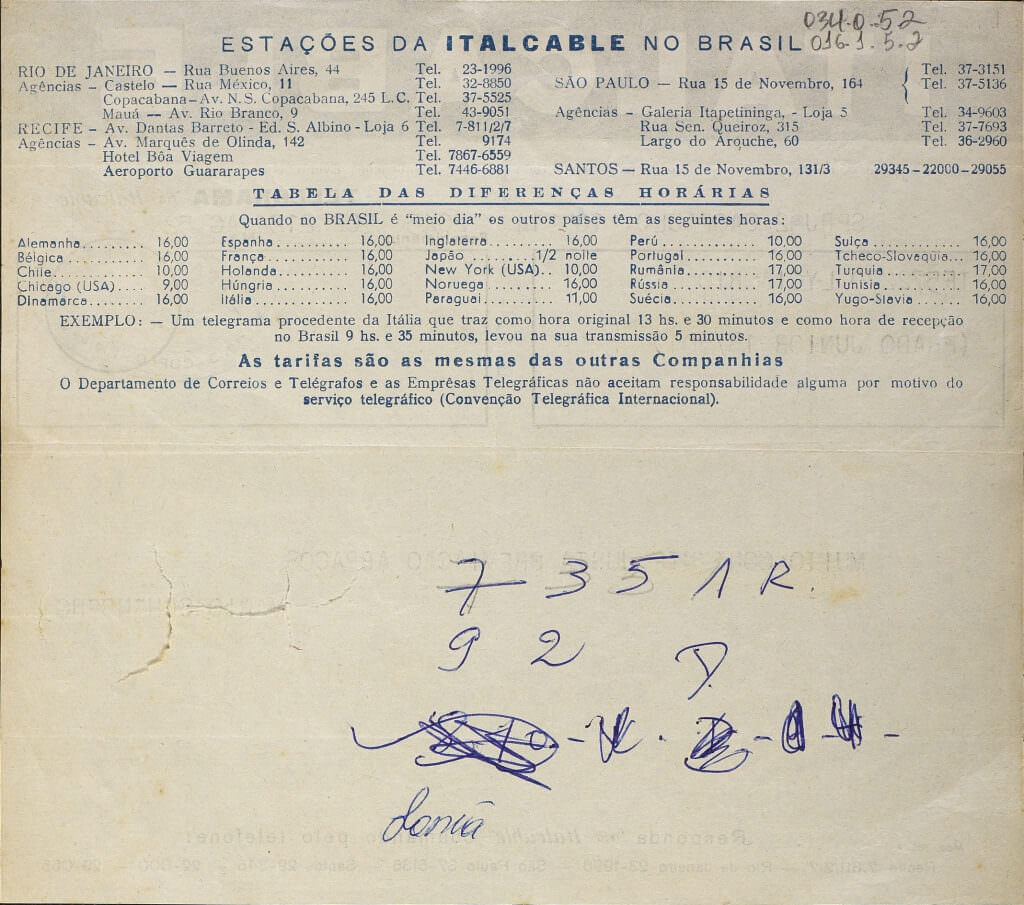 034.0.52
ESTAÇÕES DA ITALCABLE NO BRASIL 016.1.5.2
RIO DE JANEIRO — Rua Buenos Aires, 44 Tel. 23-1996
Agências — Castelo — Rua México, 11 Tel. 32-8850
Copacabana — Av. N. S. Copacabana, 245 L.C. Tel. 37-5525
Mauá — Av. Rio Branco, 9 Tel. 43-9051
RECIFE — Av. Dantas Barreto - Ed. S. Albino - Loja 6 Tel. 7-811/2/7
Agências — Av. Marquês de Olinda, 142 Tel. 9174
Hotel Bôa Viagem Tel. 7867-6559
Aeroporto Guararapes Tel. 7446-6881
SÃO PAULO — Rua 15 de Novembro, 164 { Tel. 37-3151
Tel. 37-5136
Agências — Galeria Itapetininga, - Loja 5 Tel. 34-9603
Rua Sen. Queiroz, 315 Tel. 37-7693
Largo do Arouche, 60 Tel. 36-2960
SANTOS — Rua 15 de Novembro, 131/3 29345 - 22000 - 29055
TABELA DAS DIFERENÇAS HORÁRIAS
Quando no BRASIL é “meio dia” os outros países têm as seguintes horas:
Alemanha......... 16,00
Bélgica........... 16,00
Chile............. 10,00
Chicago (USA).... 9,00
Dinamarca........ 16,00
Espanha.......... 16,00
França........... 16,00
Holanda.......... 16,00
Húngria.......... 16,00
Itália............ 16,00
Inglaterra........ 16,00
Japão ........1/2 noite
New York (USA).. 10,00
Noruega.......... 16,00
Paraguai......... 11,00
Perú............. 10,00
Portugal.......... 16,00
Rumânia.......... 17,00
Rússia........... 17,00
Suécia........... 16,00
Suiça............ 16,00
Tcheco-Slovaquia... 16,00
Turquia........... 17,00
Tunisia........... 16,00
Yugo-Slavia ....... 16,00
EXEMPLO: — Um telegrama procedente da Itália que traz como hora original 13 hs. e 30 minutos e como hora de recepção
no Brasil 9 hs. e 35 minutos, levou na sua transmissão 5 minutos.
As tarifas são as mesmas das outras Companhias
O Departamento de Correios e Telégrafos e as Emprêsas Telegráficas não aceitam responsabilidade alguma por motivo do
serviço telegráfico (Convenção Telegráfica Internacional).
7 3 5 1 R.
9 2